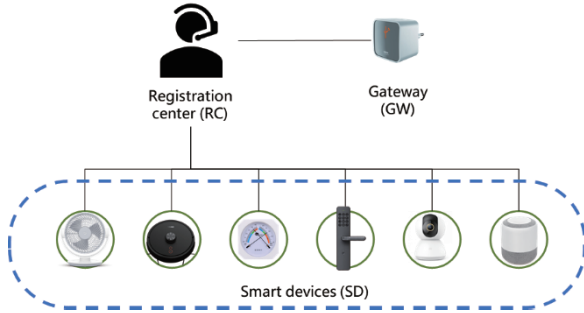 Registration
center (RC)
Gateway
(GW)
Smart devices (SD)